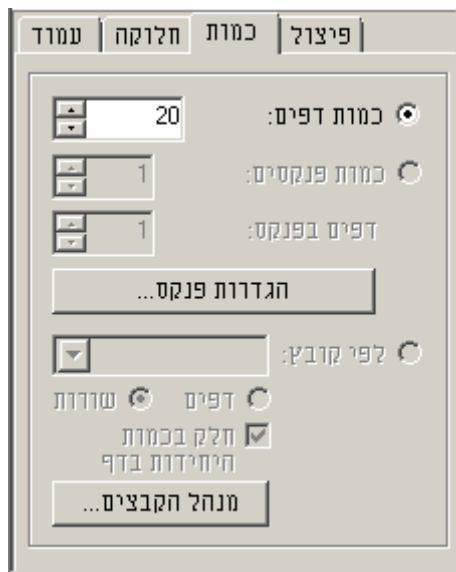 פיצול כמות חלוקה עמוד
כמות דפים: 20
כמות פנקסים: 1
דפים בפנקס: 1
הגדרות פנקס...
לפי קובץ:
דפים שורות
חלק בכמות
היחידות בדף
מנהל הקבצים...